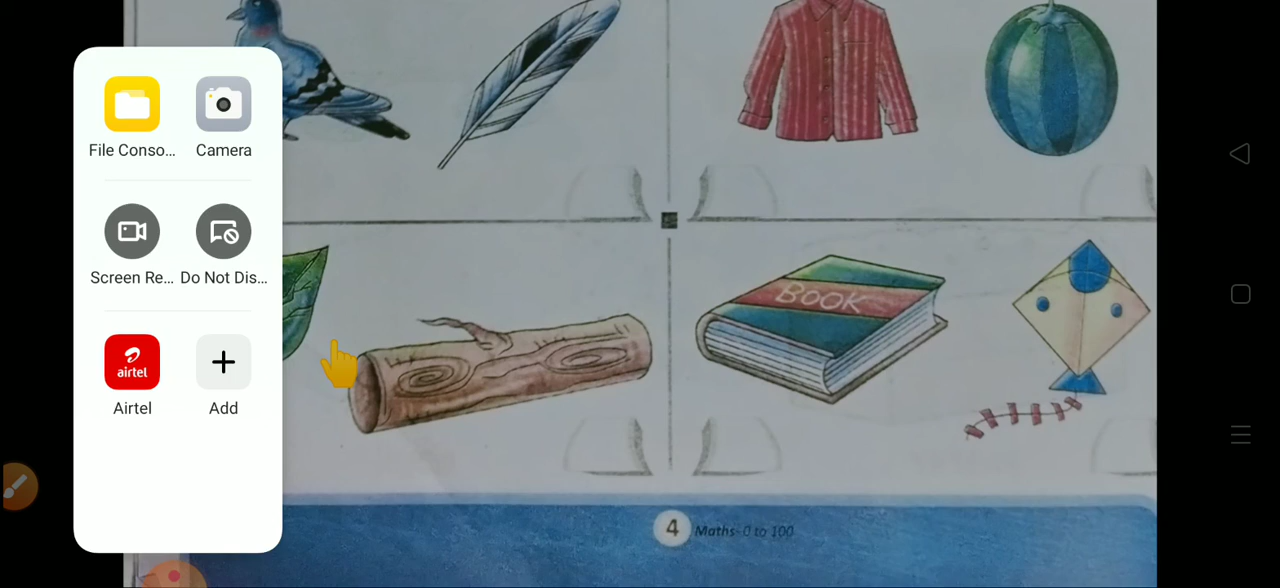 File Conso...
Camera
Screen Re...
Do Not Dis...
airtel
Airtel
Add
BOOK
4
Maths- 0 to 100